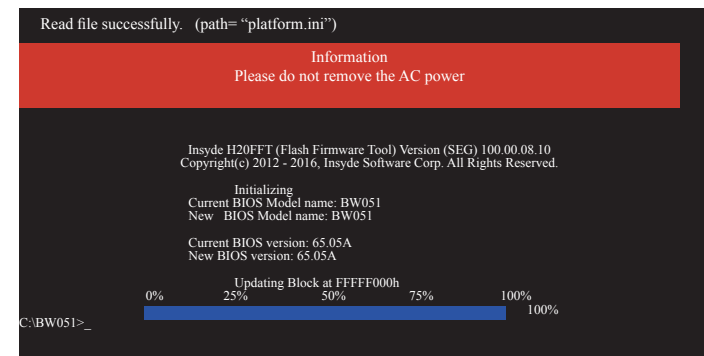 Read file successfully. (path= “platform.ini”)
Information
Please do not remove the AC power
Insyde H20FFT (Flash Firmware Tool) Version (SEG) 100.00.08.10
Copyright(c) 2012 - 2016, Insyde Software Corp. All Rights Reserved.
Initializing
Current BIOS Model name: BW051
New BIOS Model name: BW051
Current BIOS version: 65.05A
New BIOS version: 65.05A
Updating Block at FFFFF000h
0% 25% 50% 75% 100%
100%
C:\BW051>_